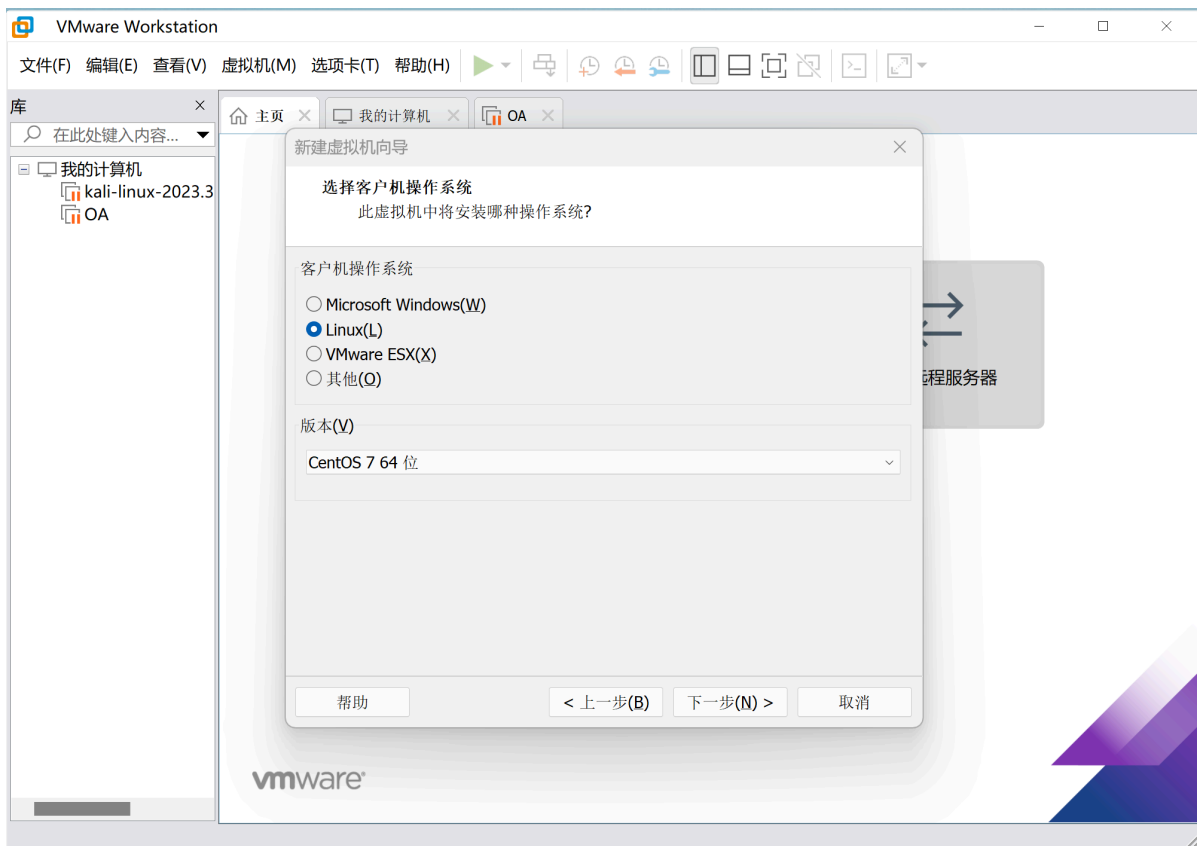 VMware Workstation
文件(F) 编辑(E) 查看(V) 虚拟机(M) 选项卡(T) 帮助(H)
库
在此处键入内容...
我的计算机
kali-linux-2023.3
OA
主页 我的计算机 OA
新建虚拟机向导
选择客户机操作系统
此虚拟机中将安装哪种操作系统?
客户机操作系统
Microsoft Windows(W)
Linux(L)
VMware ESX(X)
其他(O)
版本(V)
CentOS 7 64 位
帮助 < 上一步(B) 下一步(N) > 取消
程服务器
vmware®